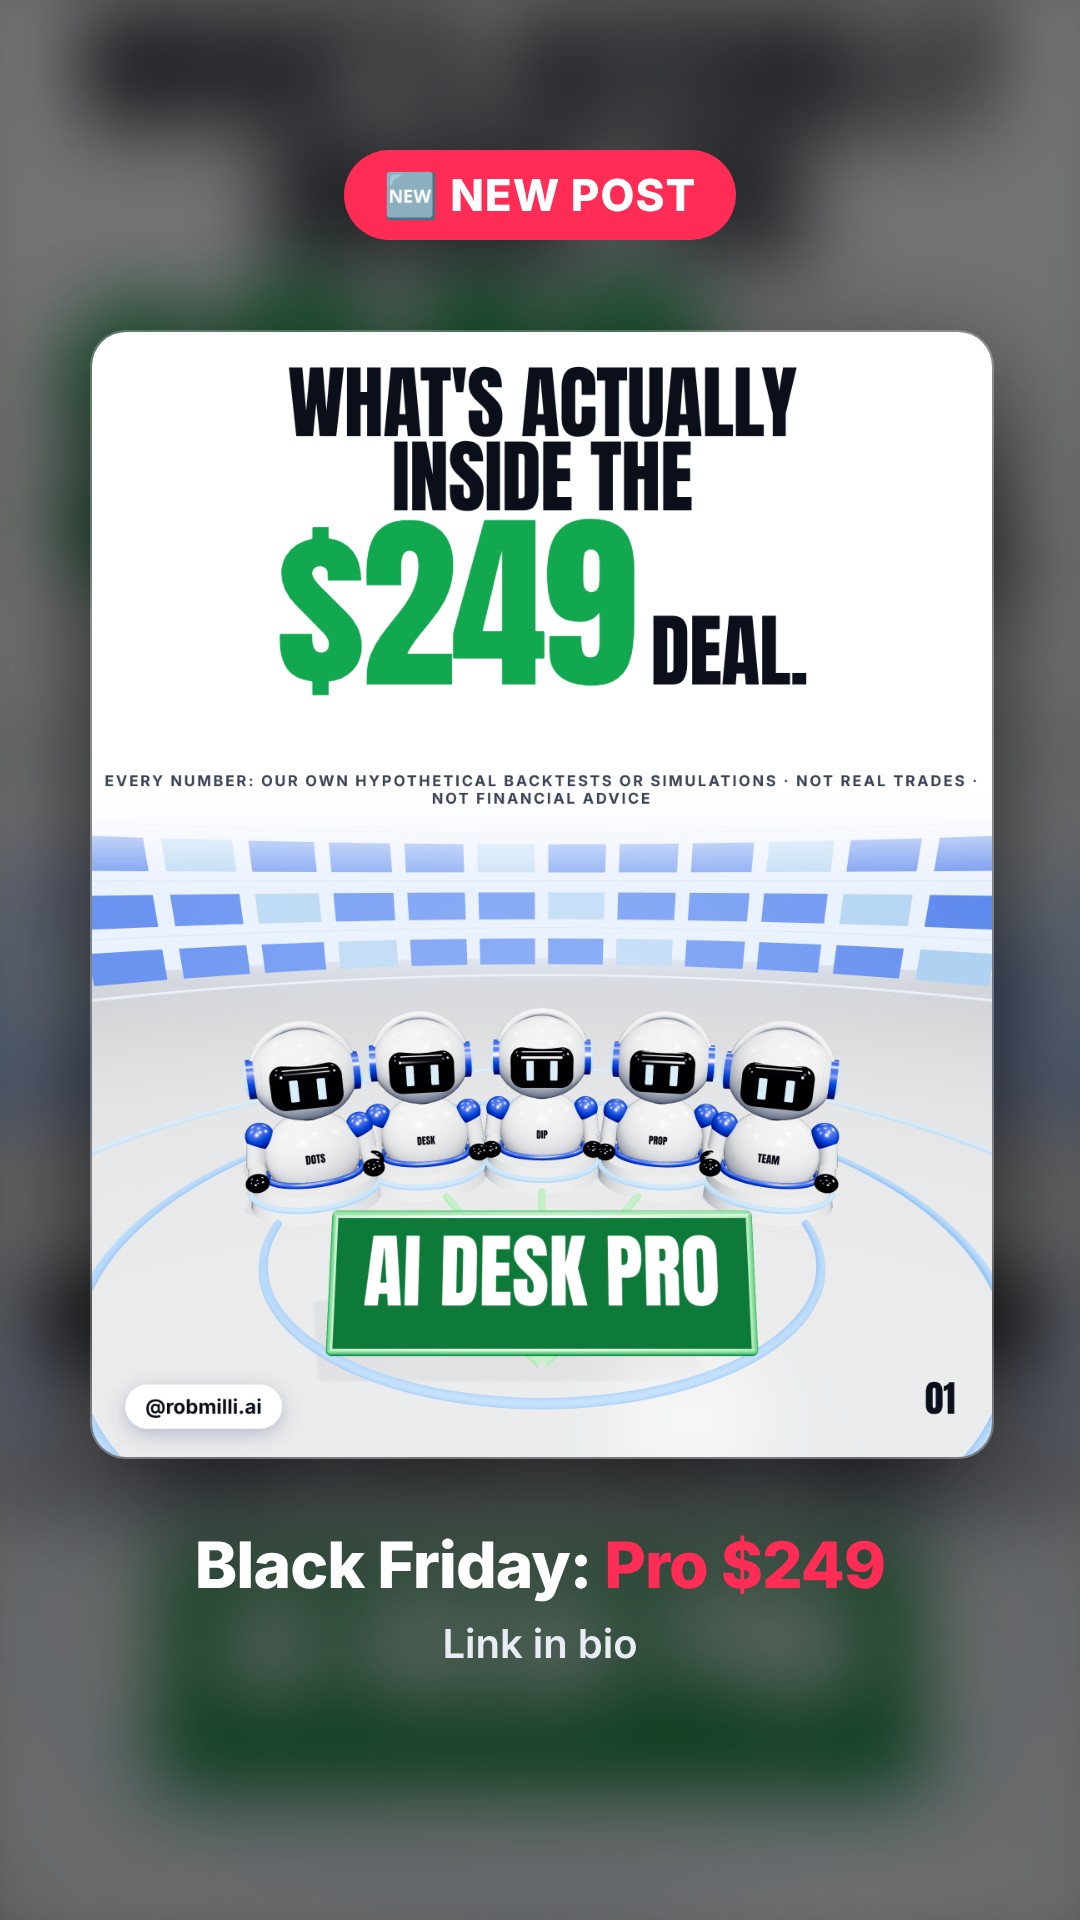 🆕 NEW POST
WHAT'S ACTUALLY
INSIDE THE
$249 DEAL.
EVERY NUMBER: OUR OWN HYPOTHETICAL BACKTESTS OR SIMULATIONS · NOT REAL TRADES ·
NOT FINANCIAL ADVICE
DOTS
DESK
DIP
PROP
TEAM
AI DESK PRO
@robmilli.ai
01
Black Friday: Pro $249
Link in bio